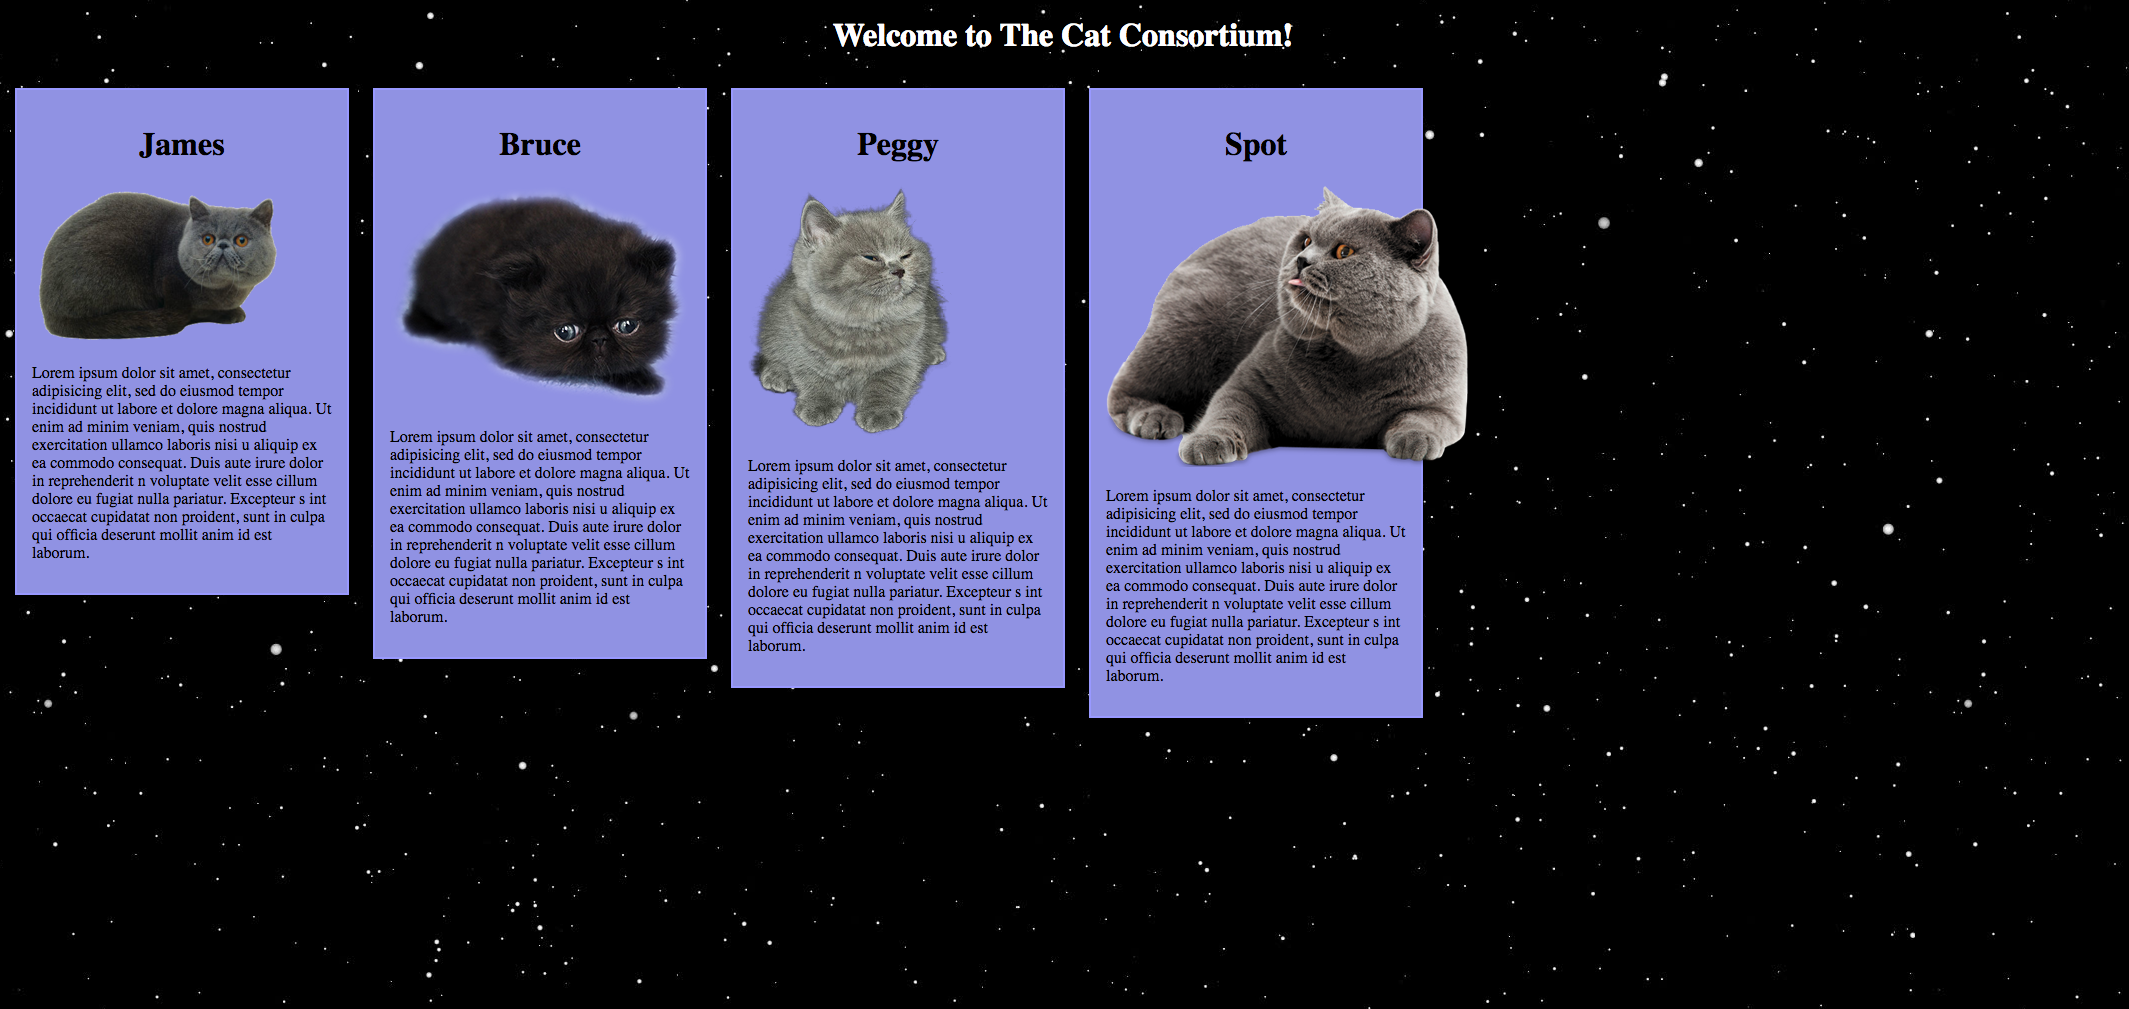 Welcome to The Cat Consortium!
James
Lorem ipsum dolor sit amet, consectetur
adipisicing elit, sed do eiusmod tempor
incididunt ut labore et dolore magna aliqua. Ut
enim ad minim veniam, quis nostrud
exercitation ullamco laboris nisi u aliquip ex
ea commodo consequat. Duis aute irure dolor
in reprehenderit n voluptate velit esse cillum
dolore eu fugiat nulla pariatur. Excepteur s int
occaecat cupidatat non proident, sunt in culpa
qui officia deserunt mollit anim id est
laborum.
Bruce
Lorem ipsum dolor sit amet, consectetur
adipisicing elit, sed do eiusmod tempor
incididunt ut labore et dolore magna aliqua. Ut
enim ad minim veniam, quis nostrud
exercitation ullamco laboris nisi u aliquip ex
ea commodo consequat. Duis aute irure dolor
in reprehenderit n voluptate velit esse cillum
dolore eu fugiat nulla pariatur. Excepteur s int
occaecat cupidatat non proident, sunt in culpa
qui officia deserunt mollit anim id est
laborum.
Peggy
Lorem ipsum dolor sit amet, consectetur
adipisicing elit, sed do eiusmod tempor
incididunt ut labore et dolore magna aliqua. Ut
enim ad minim veniam, quis nostrud
exercitation ullamco laboris nisi u aliquip ex
ea commodo consequat. Duis aute irure dolor
in reprehenderit n voluptate velit esse cillum
dolore eu fugiat nulla pariatur. Excepteur s int
occaecat cupidatat non proident, sunt in culpa
qui officia deserunt mollit anim id est
laborum.
Spot
Lorem ipsum dolor sit amet, consectetur
adipisicing elit, sed do eiusmod tempor
incididunt ut labore et dolore magna aliqua. Ut
enim ad minim veniam, quis nostrud
exercitation ullamco laboris nisi u aliquip ex
ea commodo consequat. Duis aute irure dolor
in reprehenderit n voluptate velit esse cillum
dolore eu fugiat nulla pariatur. Excepteur s int
occaecat cupidatat non proident, sunt in culpa
qui officia deserunt mollit anim id est
laborum.